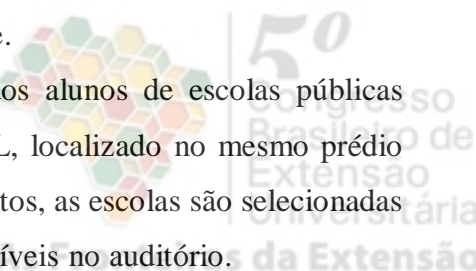 e.
nos alunos de escolas públicas
L, localizado no mesmo prédio
tos, as escolas são selecionadas
íveis no auditório.
5º
Congresso
Brasileiro de
Extensão
Universitária
da Extensão